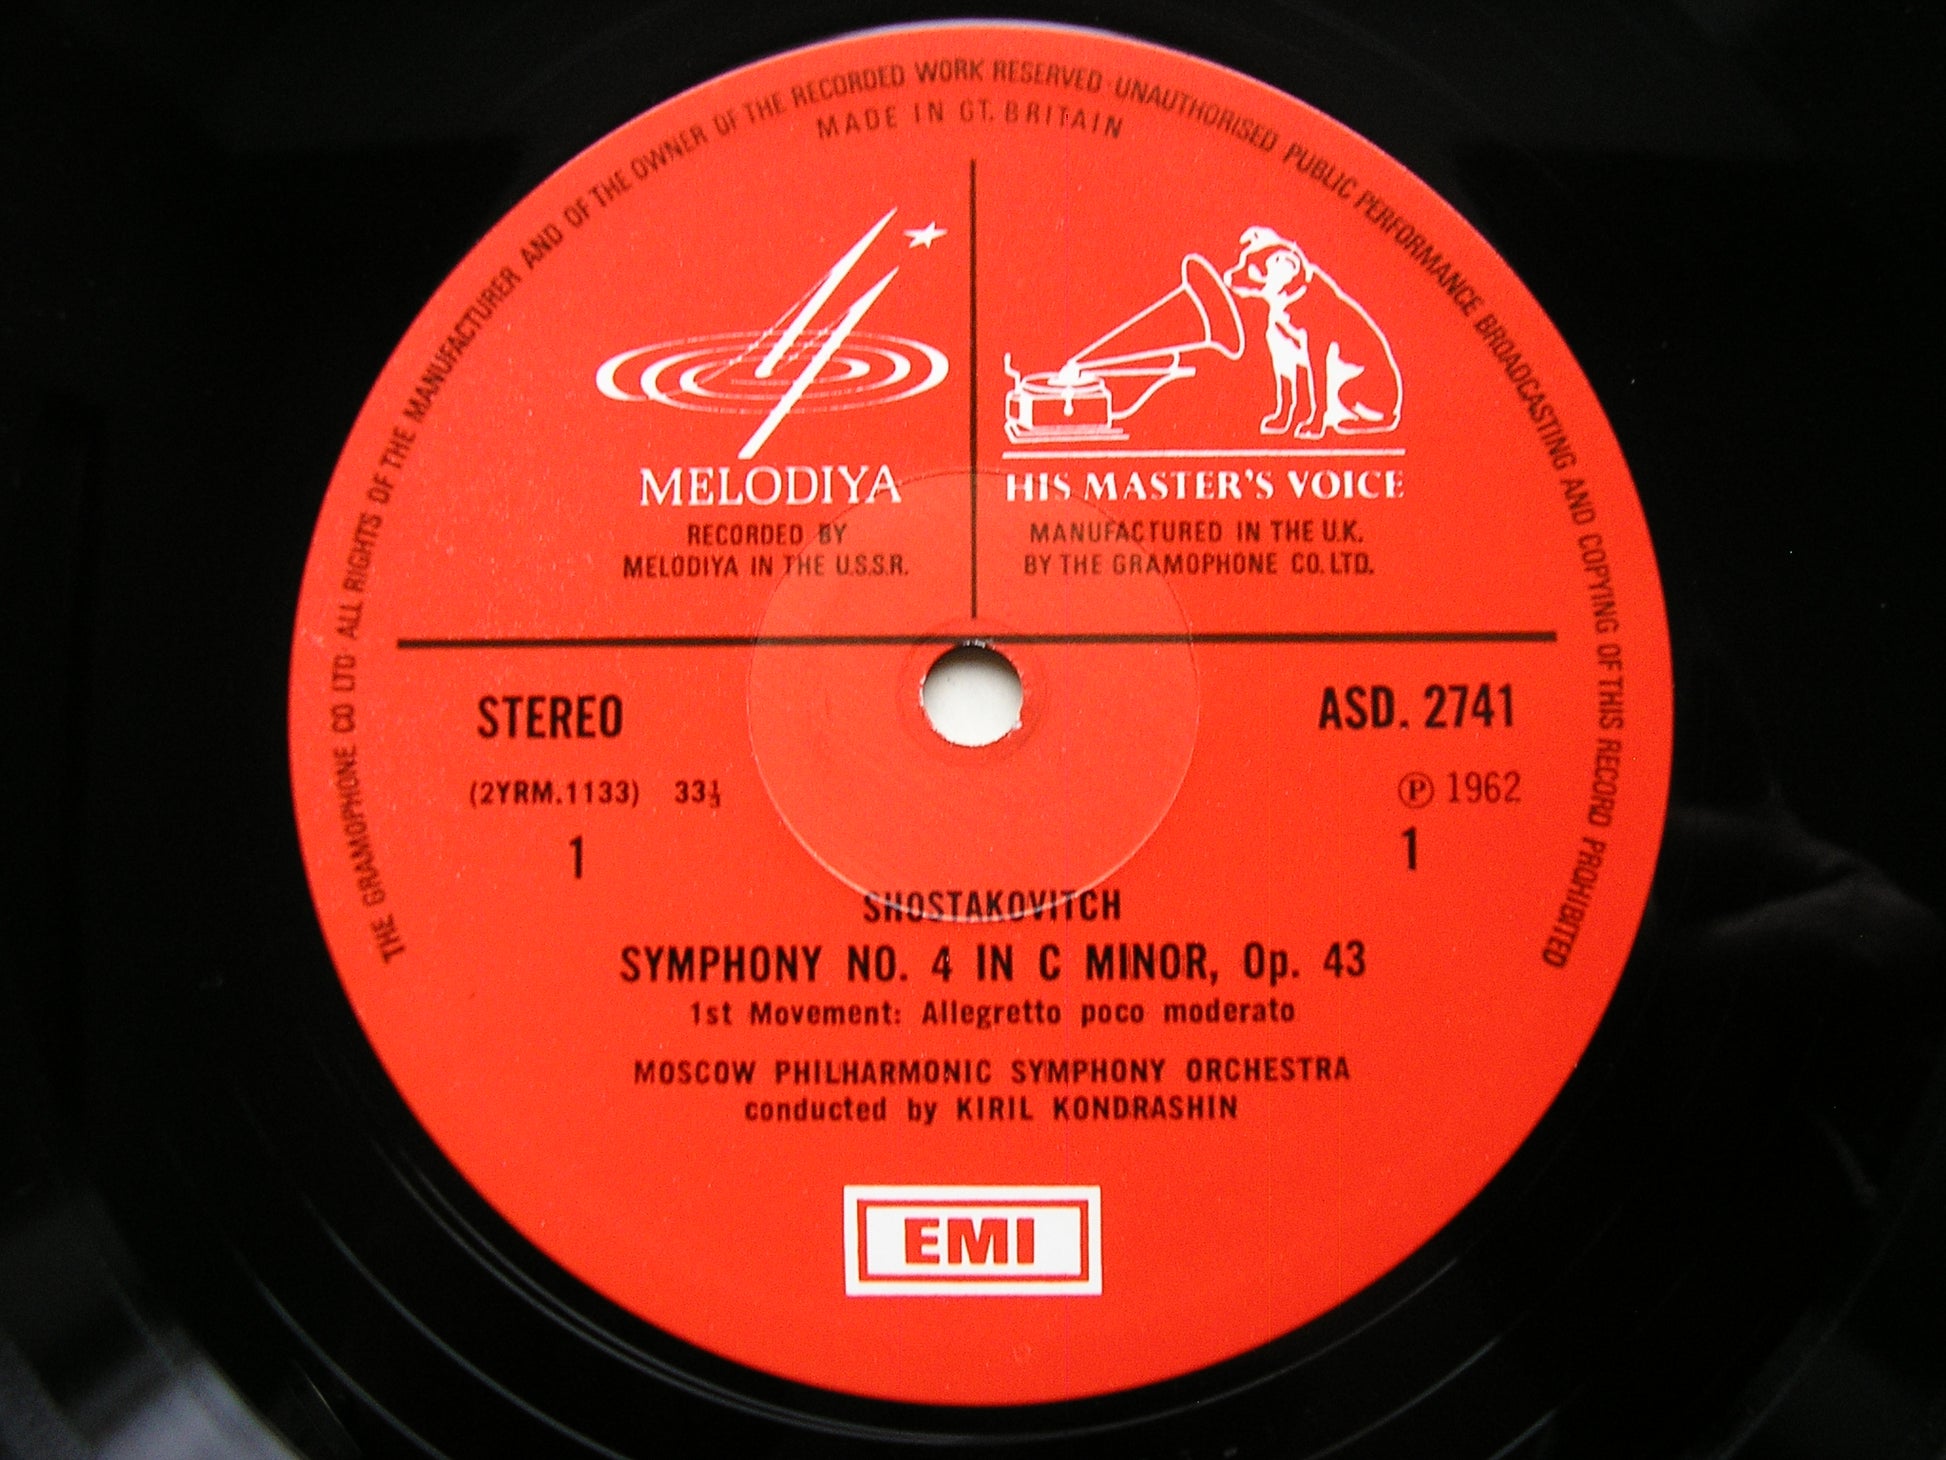 THE GRAMOPHONE CO LTD · ALL RIGHTS OF THE MANUFACTURER AND OF THE OWNER OF THE RECORDED WORK RESERVED · UNAUTHORISED PUBLIC PERFORMANCE BROADCASTING AND COPYING OF THIS RECORD PROHIBITED
MADE IN GT. BRITAIN
MELODIYA
RECORDED BY
MELODIYA IN THE U.S.S.R.
HIS MASTER'S VOICE
MANUFACTURED IN THE U.K.
BY THE GRAMOPHONE CO. LTD.
STEREO
ASD. 2741
(2YRM.1133) 33⅓
℗ 1962
1
1
SHOSTAKOVITCH
SYMPHONY NO. 4 IN C MINOR, Op. 43
1st Movement: Allegretto poco moderato
MOSCOW PHILHARMONIC SYMPHONY ORCHESTRA
conducted by KIRIL KONDRASHIN
EMI